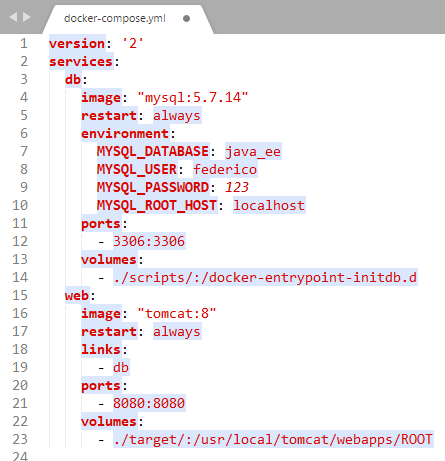 docker-compose.yml
1 version: '2'
2 services:
3   db:
4     image: "mysql:5.7.14"
5     restart: always
6     environment:
7       MYSQL_DATABASE: java_ee
8       MYSQL_USER: federico
9       MYSQL_PASSWORD: 123
10       MYSQL_ROOT_HOST: localhost
11     ports:
12       - 3306:3306
13     volumes:
14       - ./scripts/:/docker-entrypoint-initdb.d
15   web:
16     image: "tomcat:8"
17     restart: always
18     links:
19       - db
20     ports:
21       - 8080:8080
22     volumes:
23       - ./target/:/usr/local/tomcat/webapps/ROOT
24